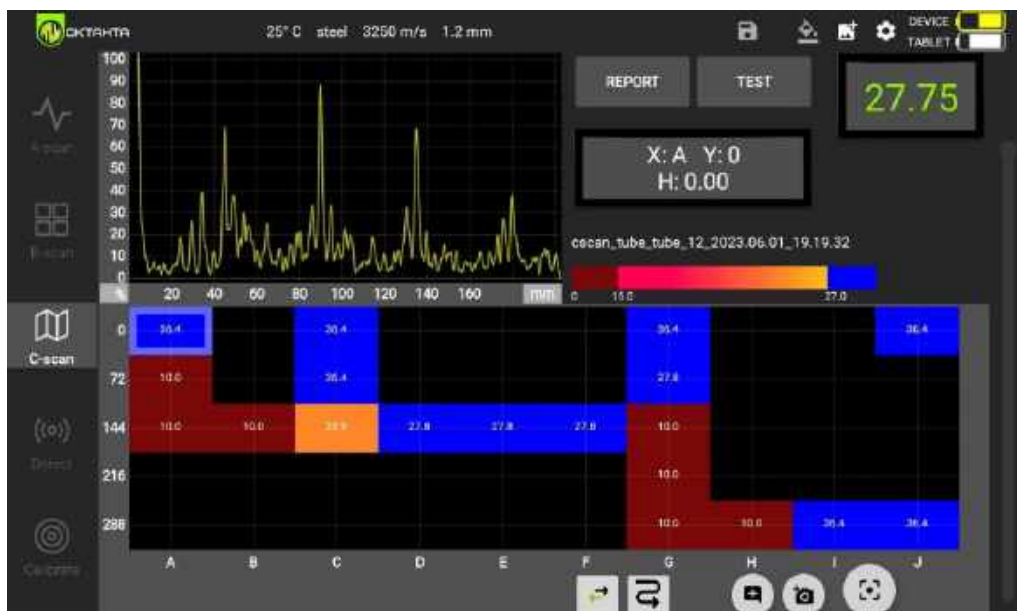 ОКТАНТА
25° C steel 3250 m/s 1.2 mm
DEVICE
TABLET
100
90
80
70
60
50
40
30
20
10
0
% 20 40 60 80 100 120 140 160 mm
A-scan
B-scan
C-scan
Detect
Calibrate
REPORT TEST
27.75
X: A Y: 0
H: 0.00
cscan_tube_tube_12_2023.06.01_19.19.32
0 15.0 27.0
0 36.4 36.4 36.4 36.4
72 10.0 36.4 27.8
144 10.0 10.0 27.8 27.8 27.8 10.0
216 10.0
288 10.0 10.0 36.4 36.4
A B C D E F G H I J